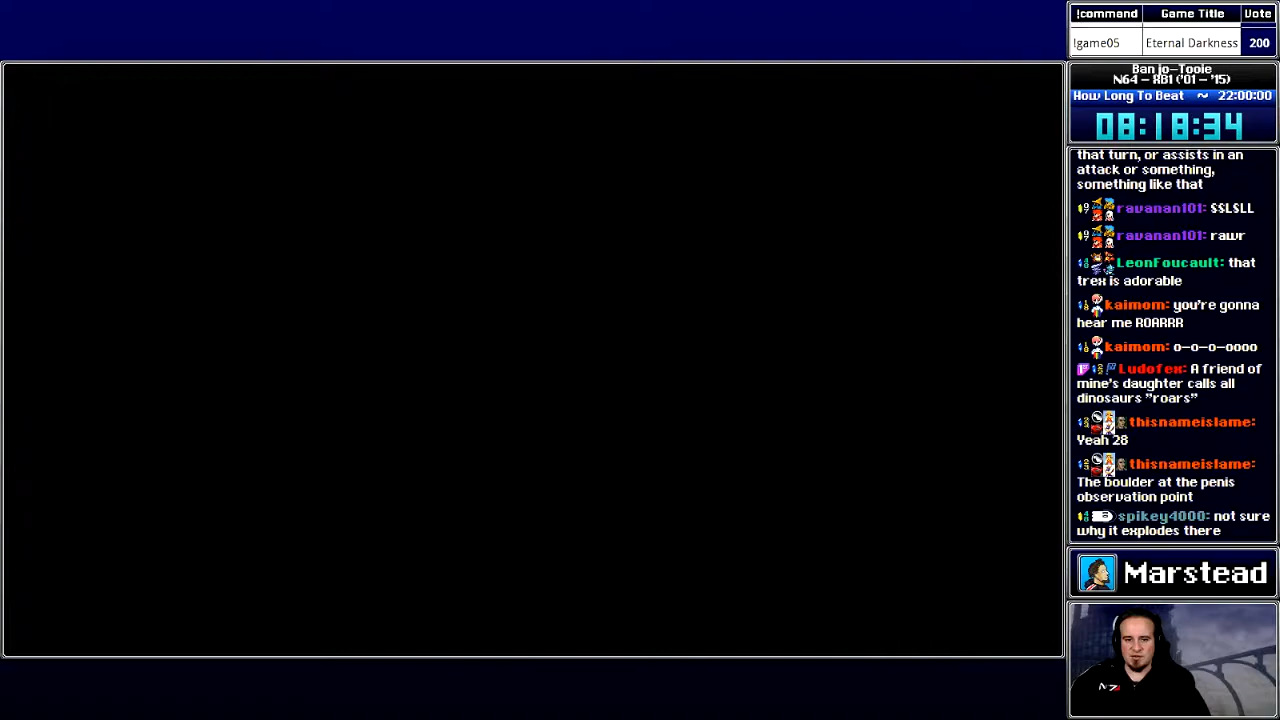 !command Game Title Vote
!game05 Eternal Darkness 200
Banjo-Tooie
N64 - RB1 ('01 - '15)
How Long To Beat ~ 22:00:00
08:18:34
that turn, or assists in an
attack or something,
something like that
ravanan101: SSLSLL
ravanan101: rawr
LeonFoucault: that
trex is adorable
kaimom: you're gonna
hear me ROARRR
kaimom: o-o-o-oooo
Ludofex: A friend of
mine's daughter calls all
dinosaurs "roars"
thisnameislame:
Yeah 28
thisnameislame:
The boulder at the penis
observation point
spikey4000: not sure
why it explodes there
Marstead
N7